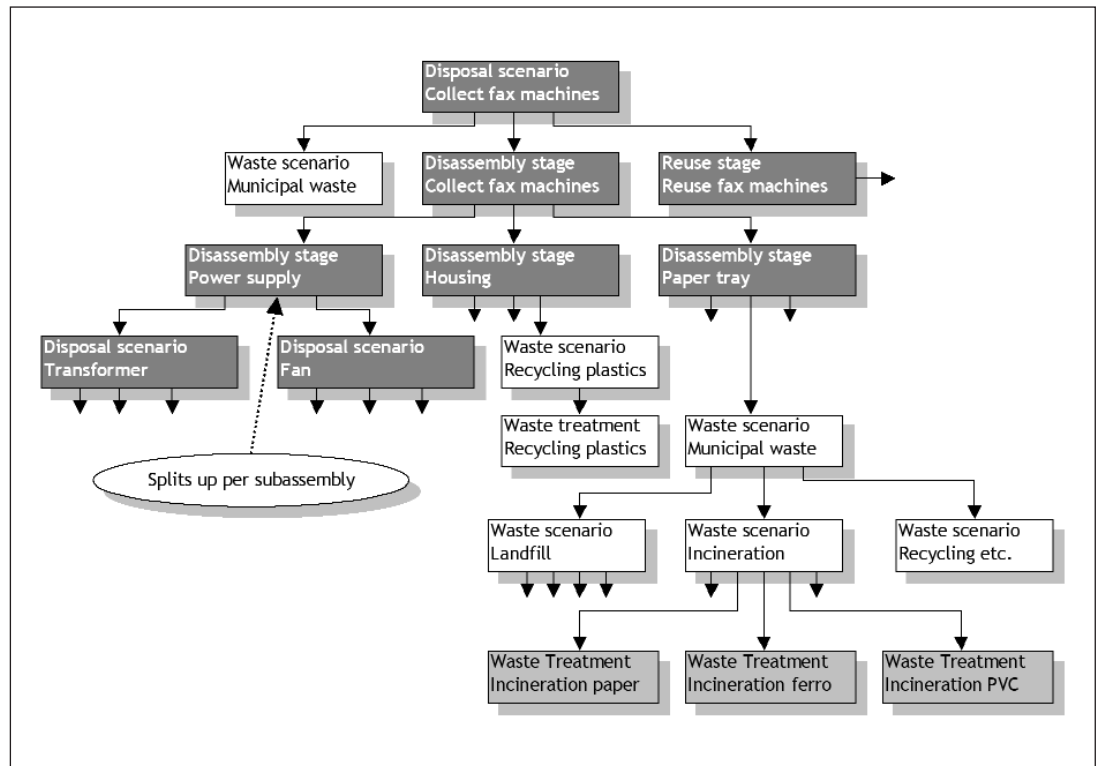 Disposal scenario
Collect fax machines
Waste scenario
Municipal waste
Disassembly stage
Collect fax machines
Reuse stage
Reuse fax machines
Disassembly stage
Power supply
Disassembly stage
Housing
Disassembly stage
Paper tray
Disposal scenario
Transformer
Disposal scenario
Fan
Waste scenario
Recycling plastics
Waste treatment
Recycling plastics
Waste scenario
Municipal waste
Splits up per subassembly
Waste scenario
Landfill
Waste scenario
Incineration
Waste scenario
Recycling etc.
Waste Treatment
Incineration paper
Waste Treatment
Incineration ferro
Waste Treatment
Incineration PVC